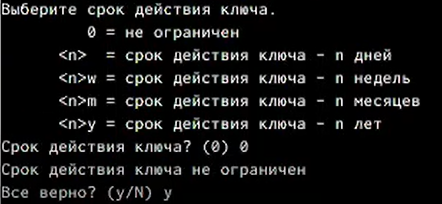 Выберите срок действия ключа.
0 = не ограничен
<n> = срок действия ключа - n дней
<n>w = срок действия ключа - n недель
<n>m = срок действия ключа - n месяцев
<n>y = срок действия ключа - n лет
Срок действия ключа? (0) 0
Срок действия ключа не ограничен
Все верно? (y/N) y